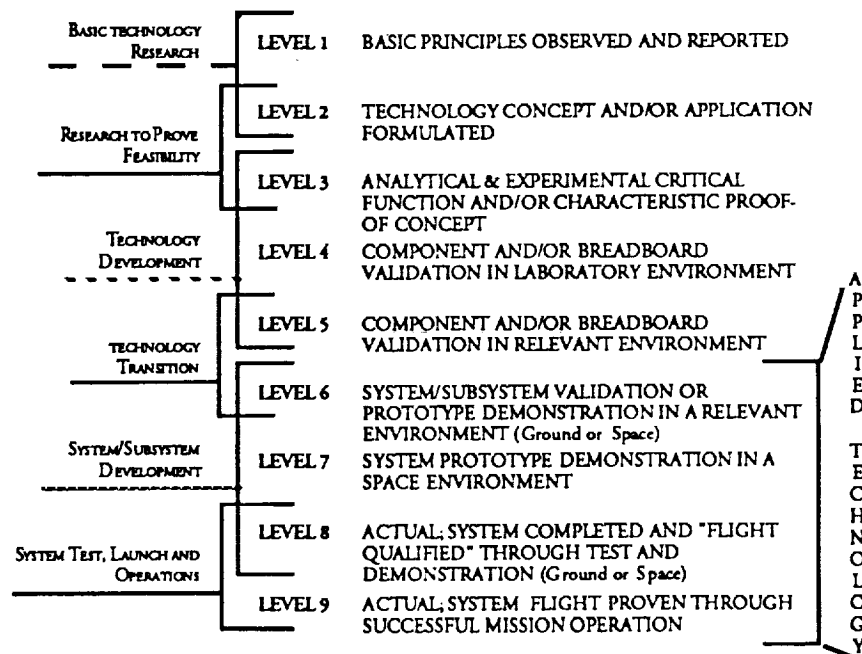 BASIC TECHNOLOGY
RESEARCH
LEVEL 1 BASIC PRINCIPLES OBSERVED AND REPORTED
LEVEL 2 TECHNOLOGY CONCEPT AND/OR APPLICATION
FORMULATED
RESEARCH TO PROVE
FEASIBILITY
LEVEL 3 ANALYTICAL & EXPERIMENTAL CRITICAL
FUNCTION AND/OR CHARACTERISTIC PROOF-
OF CONCEPT
TECHNOLOGY
DEVELOPMENT
LEVEL 4 COMPONENT AND/OR BREADBOARD
VALIDATION IN LABORATORY ENVIRONMENT
LEVEL 5 COMPONENT AND/OR BREADBOARD
VALIDATION IN RELEVANT ENVIRONMENT
TECHNOLOGY
TRANSITION
LEVEL 6 SYSTEM/SUBSYSTEM VALIDATION OR
PROTOTYPE DEMONSTRATION IN A RELEVANT
ENVIRONMENT (Ground or Space)
SYSTEM/SUBSYSTEM
DEVELOPMENT
LEVEL 7 SYSTEM PROTOTYPE DEMONSTRATION IN A
SPACE ENVIRONMENT
LEVEL 8 ACTUAL; SYSTEM COMPLETED AND "FLIGHT
QUALIFIED" THROUGH TEST AND
DEMONSTRATION (Ground or Space)
SYSTEM TEST, LAUNCH AND
OPERATIONS
LEVEL 9 ACTUAL; SYSTEM FLIGHT PROVEN THROUGH
SUCCESSFUL MISSION OPERATION
APPLIED
TECHNOLOGY